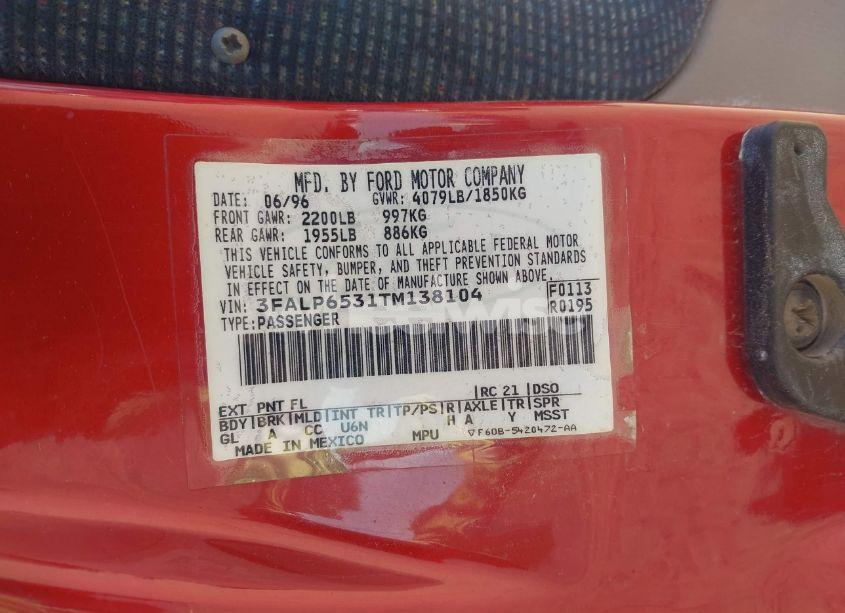 MFD. BY FORD MOTOR COMPANY
DATE: 06/96 GVWR: 4079LB/1850KG
FRONT GAWR: 2200LB 997KG
REAR GAWR: 1955LB 886KG
THIS VEHICLE CONFORMS TO ALL APPLICABLE FEDERAL MOTOR
VEHICLE SAFETY, BUMPER, AND THEFT PREVENTION STANDARDS
IN EFFECT ON THE DATE OF MANUFACTURE SHOWN ABOVE.
VIN: 3FALP6531TM138104 F0113
TYPE: PASSENGER R0195
EXT PNT FL RC 21 DSO
BDY BRK MLD INT TR TP/PS R AXLE TR SPR
GL A CC U6N H A Y MSST
MADE IN MEXICO MPU F60B-5420472-AA